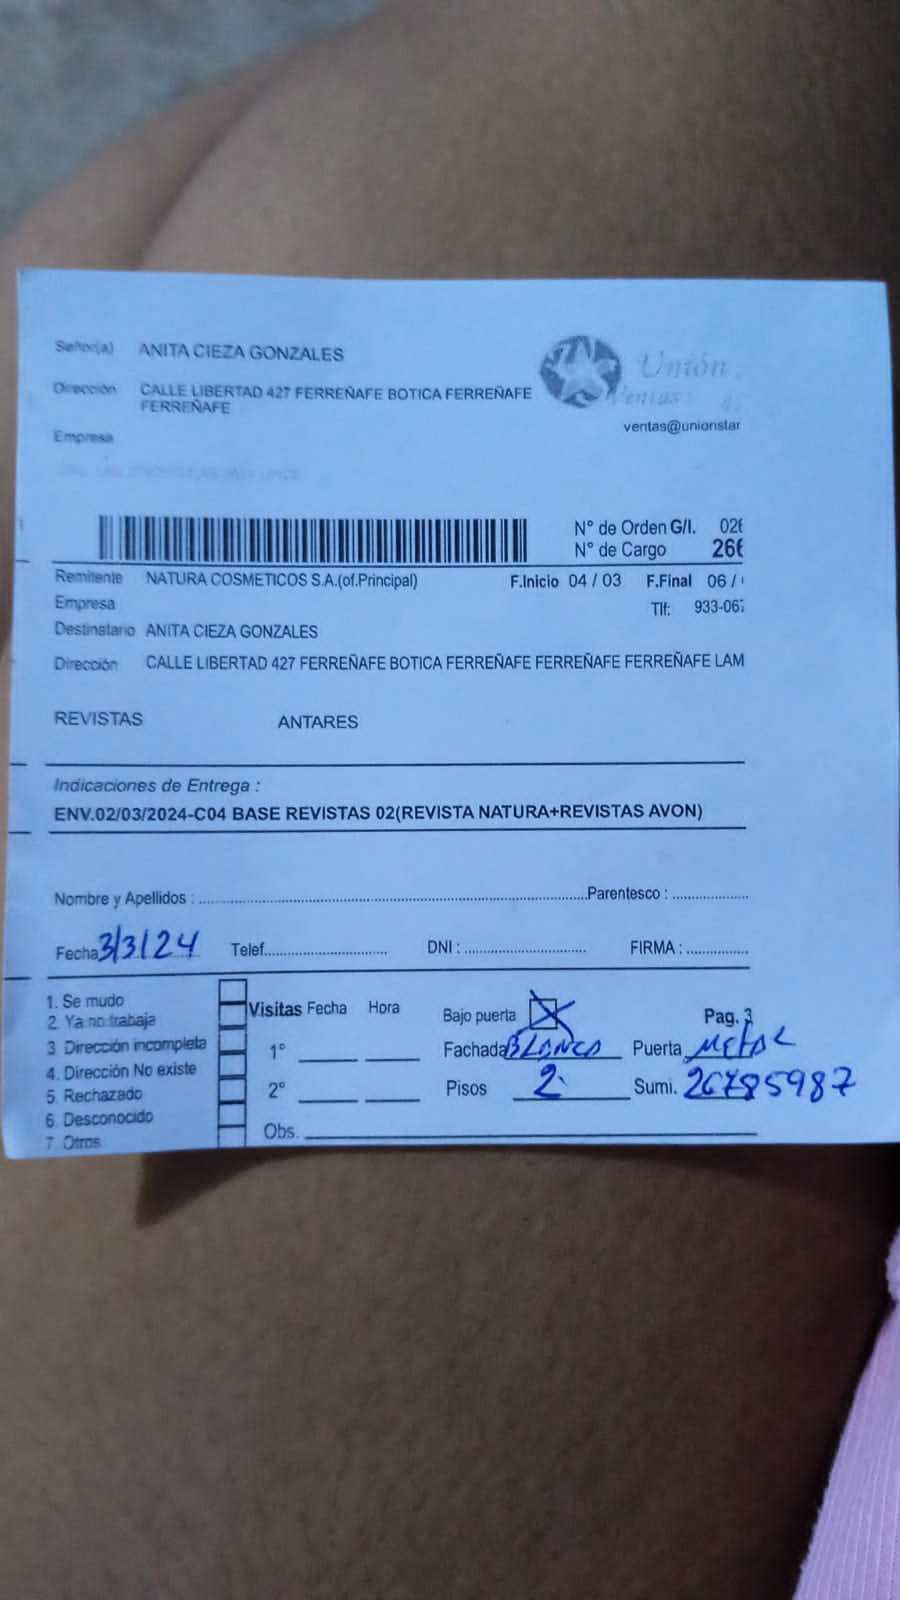 Señor(a) ANITA CIEZA GONZALES
Dirección CALLE LIBERTAD 427 FERREÑAFE BOTICA FERREÑAFE
FERREÑAFE
Empresa
Unión
Ventas:
ventas@unionstar
N° de Orden G/I. 026
N° de Cargo 266
Remitente NATURA COSMETICOS S.A.(of.Principal) F.Inicio 04 / 03 F.Final 06 /
Empresa Tlf: 933-067
Destinatario ANITA CIEZA GONZALES
Dirección CALLE LIBERTAD 427 FERREÑAFE BOTICA FERREÑAFE FERREÑAFE FERREÑAFE LAM
REVISTAS ANTARES
Indicaciones de Entrega :
ENV.02/03/2024-C04 BASE REVISTAS 02(REVISTA NATURA+REVISTAS AVON)
Nombre y Apellidos : Parentesco :
Fecha 3/3/24 Telef. DNI : FIRMA :
1. Se mudo
2. Ya no trabaja
3 Dirección incompleta
4. Dirección No existe
5. Rechazado
6. Desconocido
7. Otros
Visitas Fecha Hora
1°
2°
Obs.
Bajo puerta Pag. 3
Fachada BLANCO Puerta METAL
Pisos 2 Sumi. 26785987